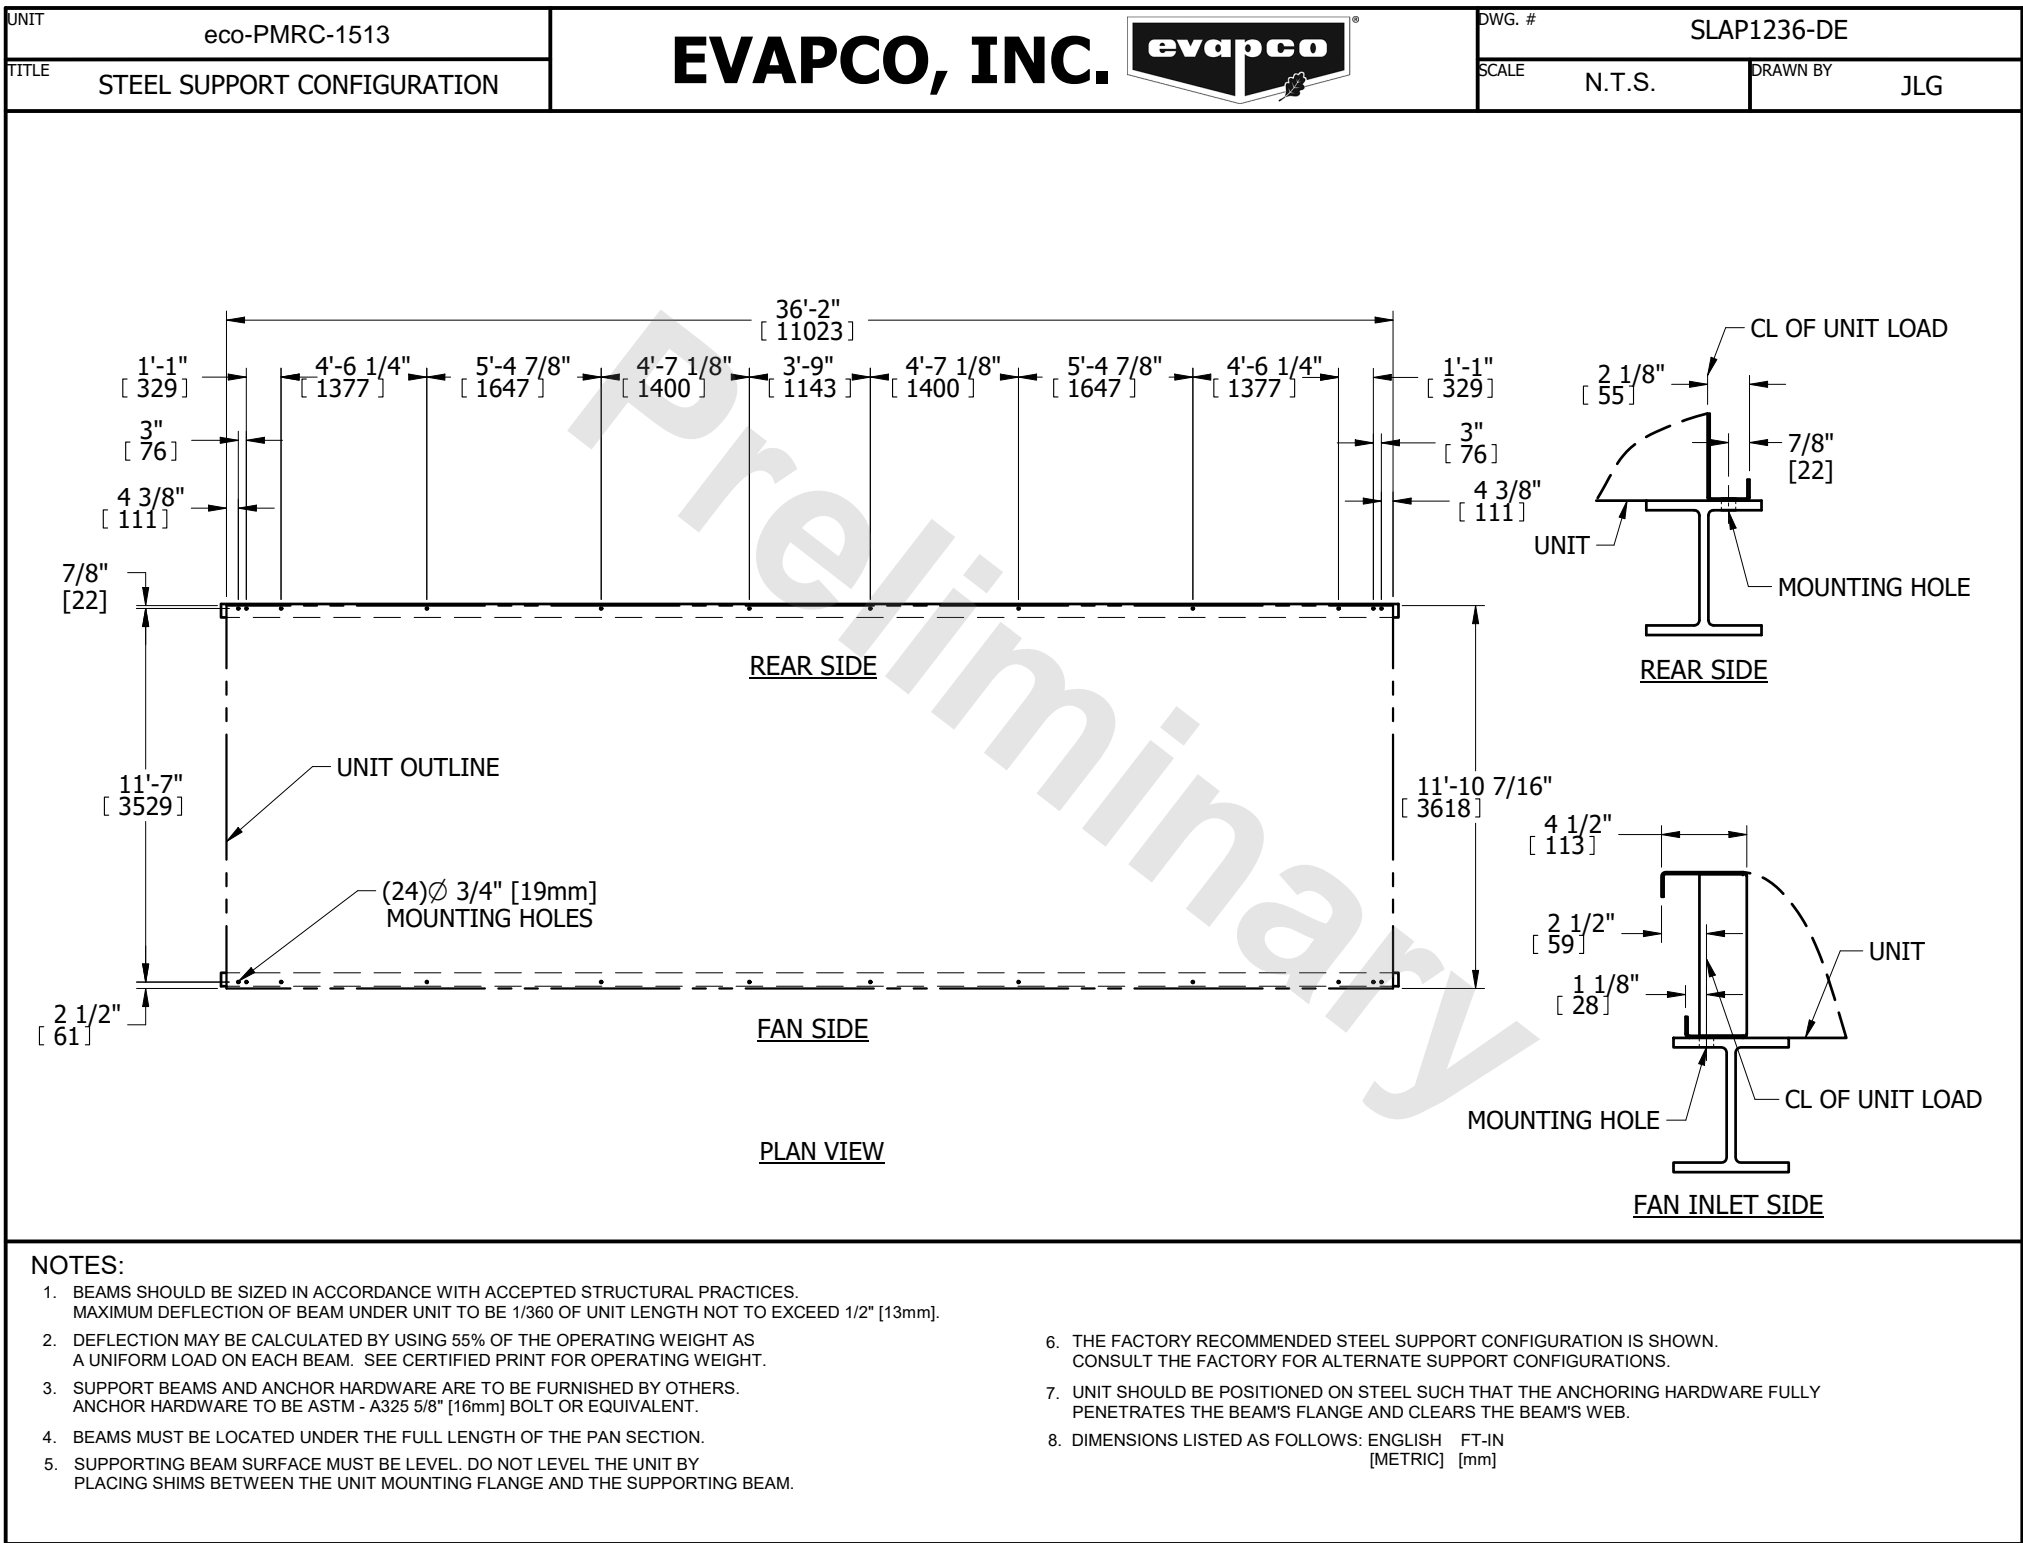 UNIT
eco-PMRC-1513
TITLE
STEEL SUPPORT CONFIGURATION
EVAPCO, INC.
evapco
®
DWG. #
SLAP1236-DE
SCALE
N.T.S.
DRAWN BY
JLG
36'-2"
[ 11023 ]
1'-1"
[ 329 ]
4'-6 1/4"
[ 1377 ]
5'-4 7/8"
[ 1647 ]
4'-7 1/8"
[ 1400 ]
3'-9"
[ 1143 ]
4'-7 1/8"
[ 1400 ]
5'-4 7/8"
[ 1647 ]
4'-6 1/4"
[ 1377 ]
1'-1"
[ 329 ]
3"
[ 76 ]
3"
[ 76 ]
4 3/8"
[ 111 ]
4 3/8"
[ 111 ]
7/8"
[22]
REAR SIDE
UNIT OUTLINE
11'-7"
[ 3529 ]
11'-10 7/16"
[ 3618 ]
(24)Ø 3/4" [19mm]
MOUNTING HOLES
2 1/2"
[ 61 ]
FAN SIDE
PLAN VIEW
Preliminary
CL OF UNIT LOAD
2 1/8"
[ 55 ]
7/8"
[22]
UNIT
MOUNTING HOLE
REAR SIDE
4 1/2"
[ 113 ]
2 1/2"
[ 59 ]
UNIT
1 1/8"
[ 28 ]
CL OF UNIT LOAD
MOUNTING HOLE
FAN INLET SIDE
NOTES:
1. BEAMS SHOULD BE SIZED IN ACCORDANCE WITH ACCEPTED STRUCTURAL PRACTICES.
MAXIMUM DEFLECTION OF BEAM UNDER UNIT TO BE 1/360 OF UNIT LENGTH NOT TO EXCEED 1/2" [13mm].
2. DEFLECTION MAY BE CALCULATED BY USING 55% OF THE OPERATING WEIGHT AS
A UNIFORM LOAD ON EACH BEAM. SEE CERTIFIED PRINT FOR OPERATING WEIGHT.
3. SUPPORT BEAMS AND ANCHOR HARDWARE ARE TO BE FURNISHED BY OTHERS.
ANCHOR HARDWARE TO BE ASTM - A325 5/8" [16mm] BOLT OR EQUIVALENT.
4. BEAMS MUST BE LOCATED UNDER THE FULL LENGTH OF THE PAN SECTION.
5. SUPPORTING BEAM SURFACE MUST BE LEVEL. DO NOT LEVEL THE UNIT BY
PLACING SHIMS BETWEEN THE UNIT MOUNTING FLANGE AND THE SUPPORTING BEAM.
6. THE FACTORY RECOMMENDED STEEL SUPPORT CONFIGURATION IS SHOWN.
CONSULT THE FACTORY FOR ALTERNATE SUPPORT CONFIGURATIONS.
7. UNIT SHOULD BE POSITIONED ON STEEL SUCH THAT THE ANCHORING HARDWARE FULLY
PENETRATES THE BEAM'S FLANGE AND CLEARS THE BEAM'S WEB.
8. DIMENSIONS LISTED AS FOLLOWS: ENGLISH FT-IN
[METRIC] [mm]